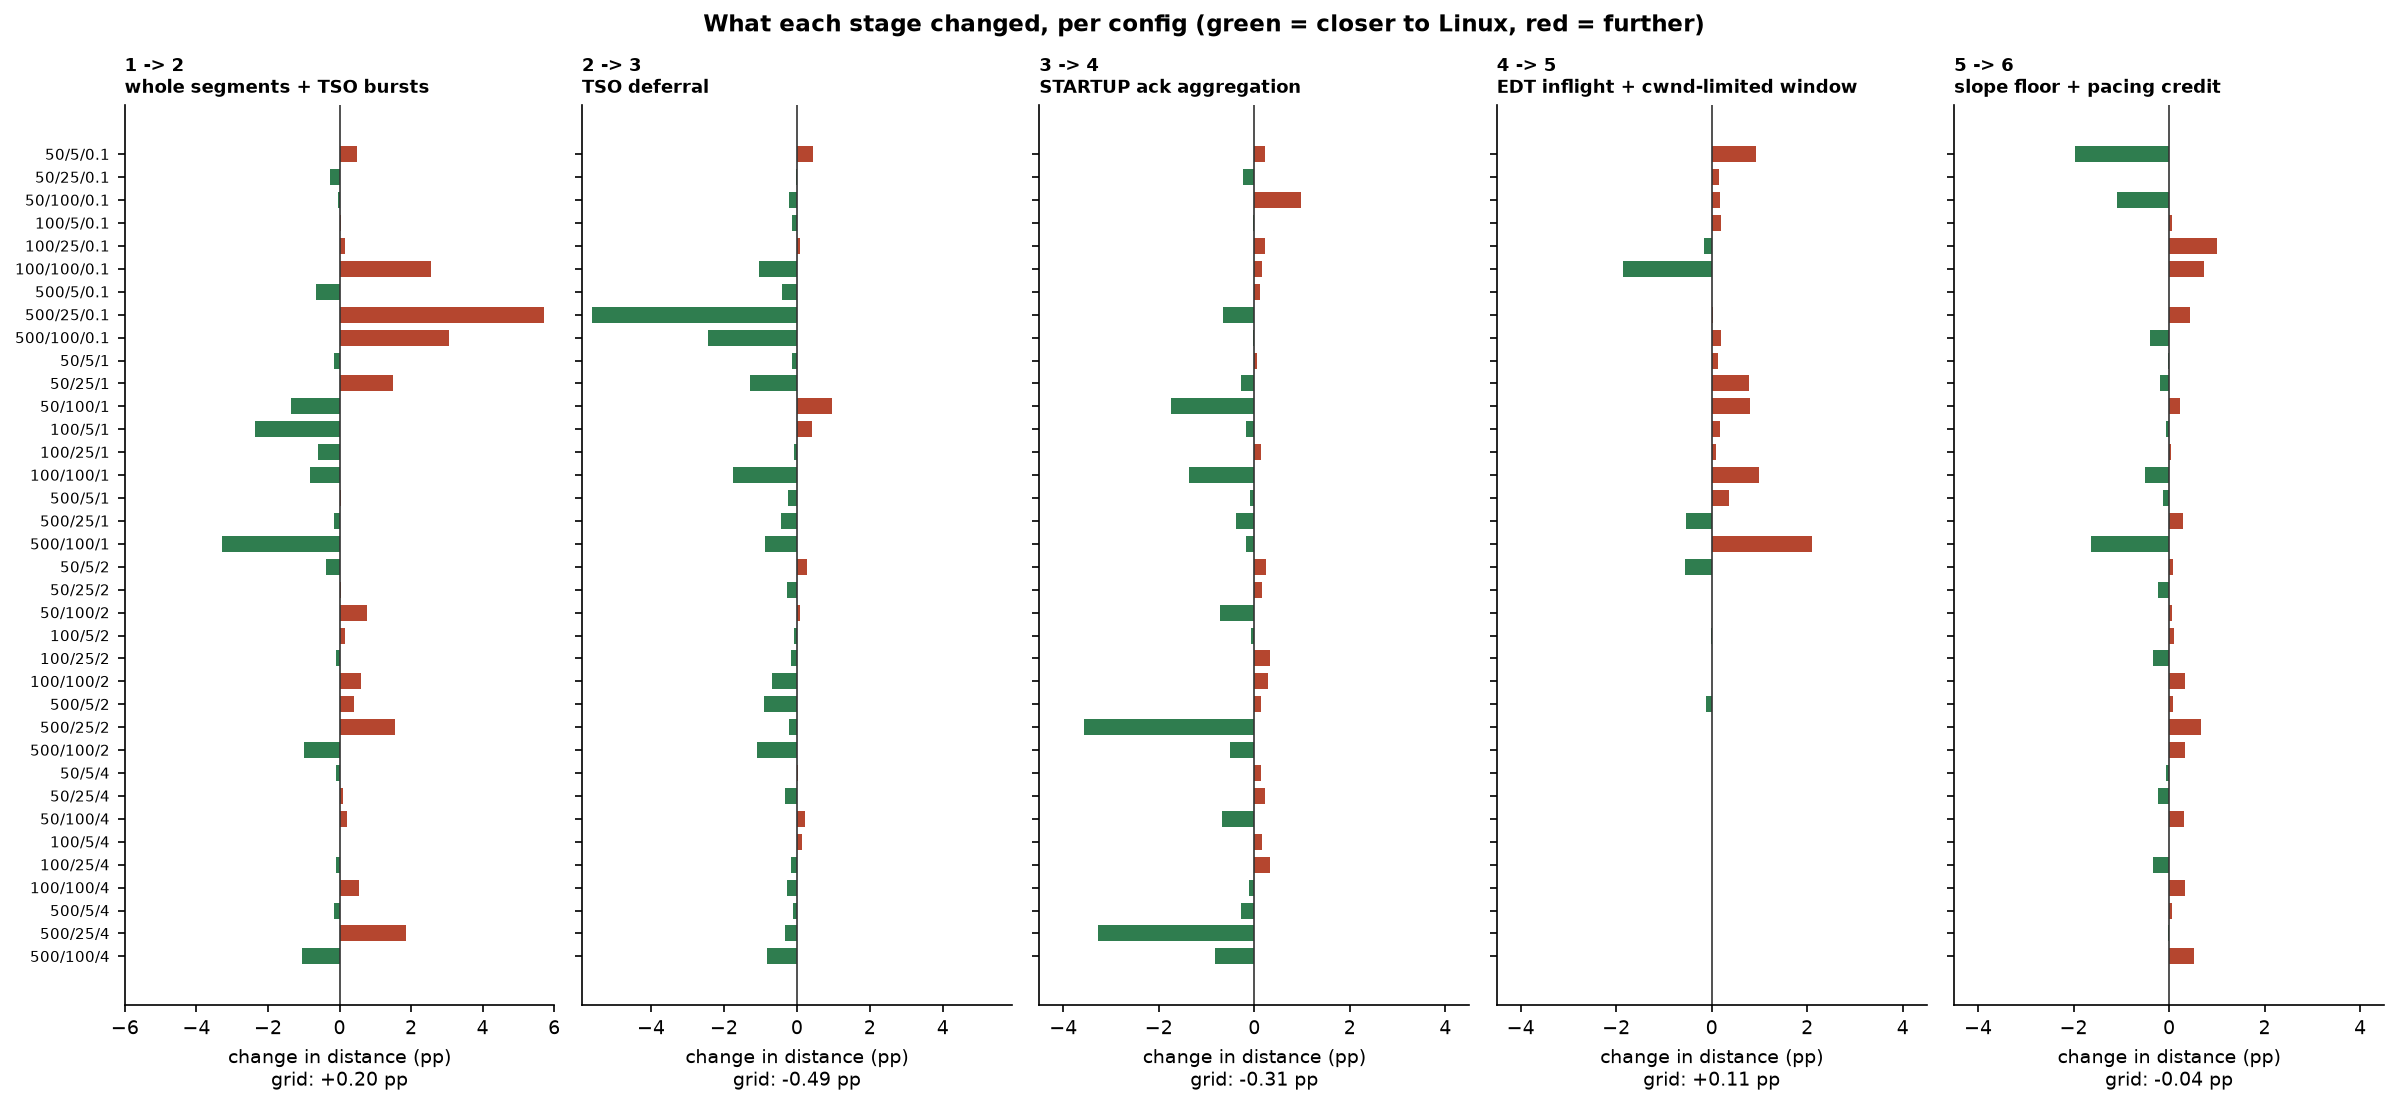 What each stage changed, per config (green = closer to Linux, red = further)
1 -> 2
whole segments + TSO bursts
2 -> 3
TSO deferral
3 -> 4
STARTUP ack aggregation
4 -> 5
EDT inflight + cwnd-limited window
5 -> 6
slope floor + pacing credit
50/5/0.1
50/25/0.1
50/100/0.1
100/5/0.1
100/25/0.1
100/100/0.1
500/5/0.1
500/25/0.1
500/100/0.1
50/5/1
50/25/1
50/100/1
100/5/1
100/25/1
100/100/1
500/5/1
500/25/1
500/100/1
50/5/2
50/25/2
50/100/2
100/5/2
100/25/2
100/100/2
500/5/2
500/25/2
500/100/2
50/5/4
50/25/4
50/100/4
100/5/4
100/25/4
100/100/4
500/5/4
500/25/4
500/100/4
−6 −4 −2 0 2 4 6
change in distance (pp)
grid: +0.20 pp
−4 −2 0 2 4
change in distance (pp)
grid: -0.49 pp
−4 −2 0 2 4
change in distance (pp)
grid: -0.31 pp
−4 −2 0 2 4
change in distance (pp)
grid: +0.11 pp
−4 −2 0 2 4
change in distance (pp)
grid: -0.04 pp